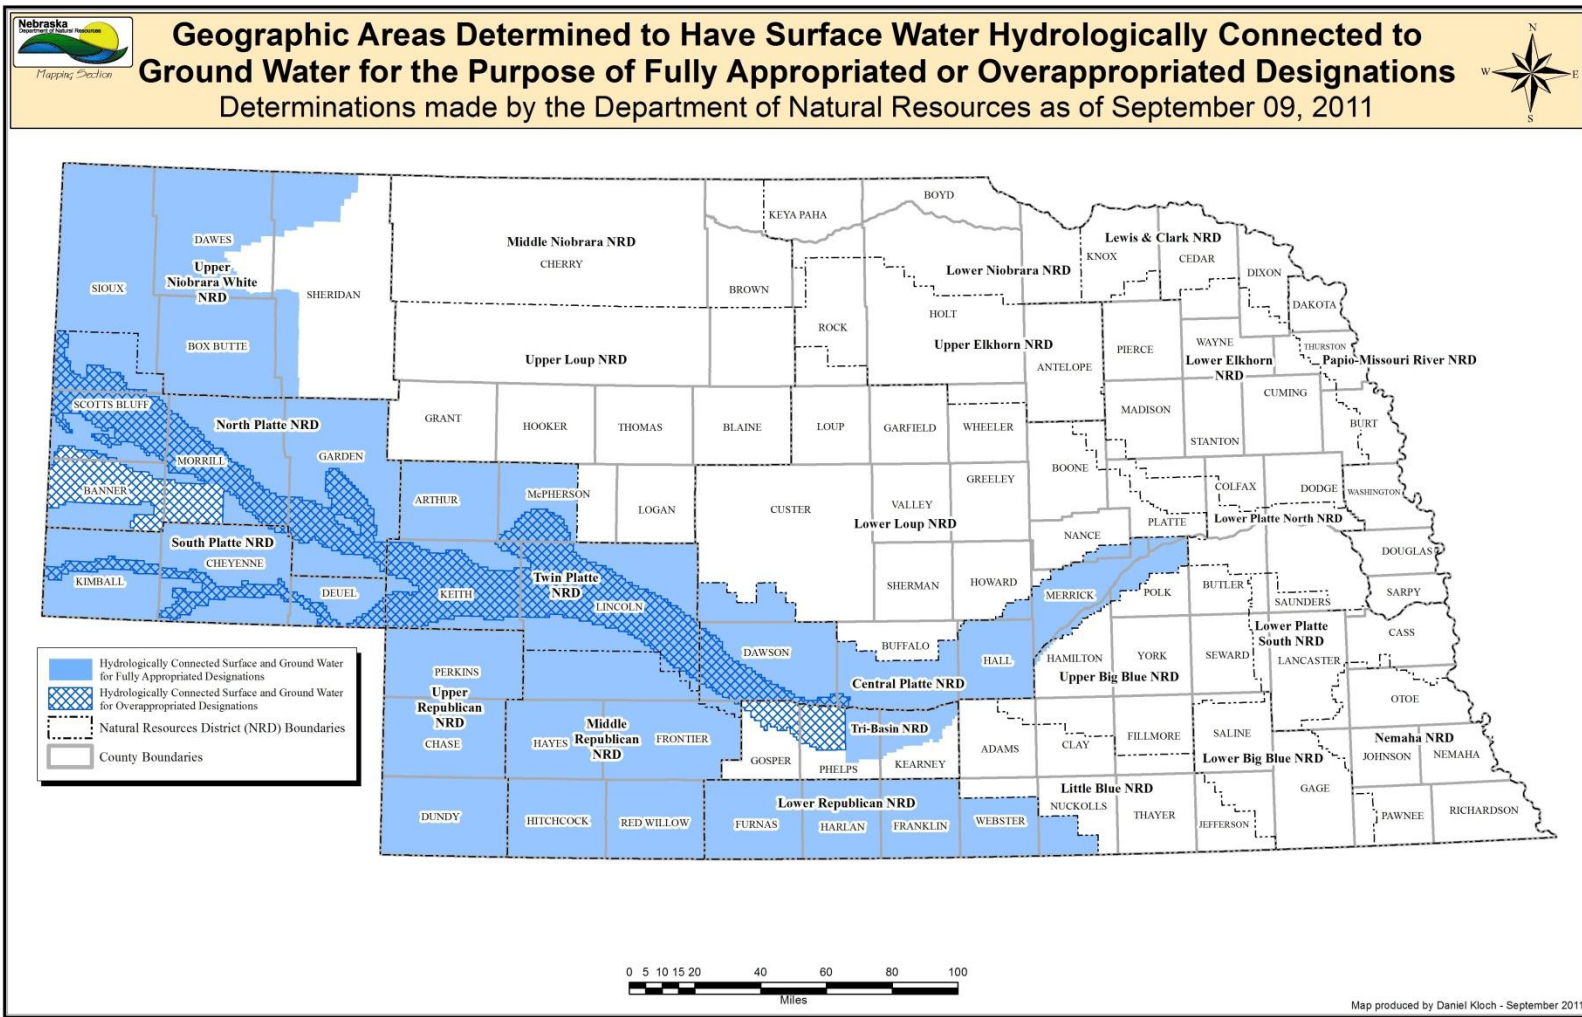 Nebraska
Department of Natural Resources
Mapping Section
Geographic Areas Determined to Have Surface Water Hydrologically Connected to
Ground Water for the Purpose of Fully Appropriated or Overappropriated Designations
Determinations made by the Department of Natural Resources as of September 09, 2011
N
W
E
S
BOYD
KEYA PAHA
DAWES
Middle Niobrara NRD
CHERRY
Lewis & Clark NRD
KNOX
CEDAR
Upper
Niobrara White
NRD
Lower Niobrara NRD
DIXON
SIOUX
SHERIDAN
BROWN
DAKOTA
HOLT
ROCK
BOX BUTTE
Upper Loup NRD
Upper Elkhorn NRD
PIERCE
WAYNE
THURSTON
Lower Elkhorn
NRD
Papio-Missouri River NRD
ANTELOPE
SCOTTS BLUFF
North Platte NRD
GRANT
HOOKER
THOMAS
BLAINE
LOUP
GARFIELD
WHEELER
MADISON
STANTON
CUMING
BURT
MORRILL
GARDEN
BANNER
ARTHUR
McPHERSON
LOGAN
CUSTER
VALLEY
GREELEY
BOONE
COLFAX
DODGE
WASHINGTON
Lower Loup NRD
PLATTE
Lower Platte North NRD
NANCE
South Platte NRD
CHEYENNE
KIMBALL
DEUEL
KEITH
Twin Platte
NRD
LINCOLN
SHERMAN
HOWARD
MERRICK
POLK
BUTLER
SAUNDERS
DOUGLAS
SARPY
DAWSON
BUFFALO
HALL
HAMILTON
YORK
SEWARD
Lower Platte
South NRD
LANCASTER
CASS
Central Platte NRD
Upper Big Blue NRD
OTOE
PERKINS
Upper
Republican
NRD
CHASE
Middle
Republican
NRD
HAYES
FRONTIER
GOSPER
PHELPS
Tri-Basin NRD
KEARNEY
ADAMS
CLAY
FILLMORE
SALINE
Lower Big Blue NRD
Nemaha NRD
JOHNSON
NEMAHA
DUNDY
HITCHCOCK
RED WILLOW
Lower Republican NRD
FURNAS
HARLAN
FRANKLIN
WEBSTER
Little Blue NRD
NUCKOLLS
THAYER
JEFFERSON
GAGE
PAWNEE
RICHARDSON
Hydrologically Connected Surface and Ground Water
for Fully Appropriated Designations
Hydrologically Connected Surface and Ground Water
for Overappropriated Designations
Natural Resources District (NRD) Boundaries
County Boundaries
0 5 10 15 20 40 60 80 100
Miles
Map produced by Daniel Kloch - September 2011